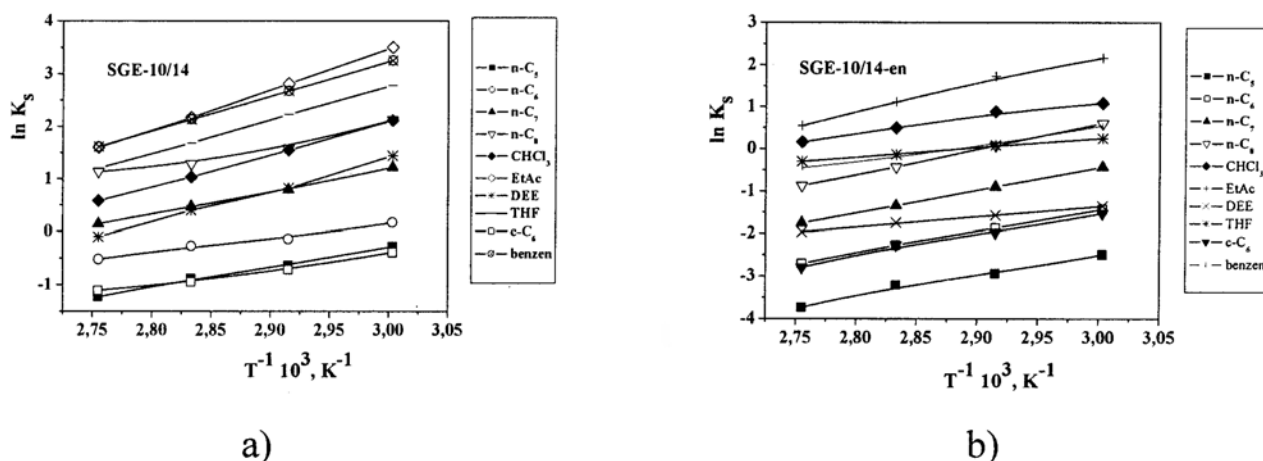 SGE-10/14
ln K_s
4
3
2
1
0
-1
2,75 2,80 2,85 2,90 2,95 3,00 3,05
T⁻¹ 10³, K⁻¹
n-C₅
n-C₆
n-C₇
n-C₈
CHCl₃
EtAc
DEE
THF
c-C₆
benzen
a)
SGE-10/14-en
ln K_s
3
2
1
0
-1
-2
-3
-4
2,75 2,80 2,85 2,90 2,95 3,00 3,05
T⁻¹ 10³, K⁻¹
n-C₅
n-C₆
n-C₇
n-C₈
CHCl₃
EtAc
DEE
THF
c-C₆
benzen
b)